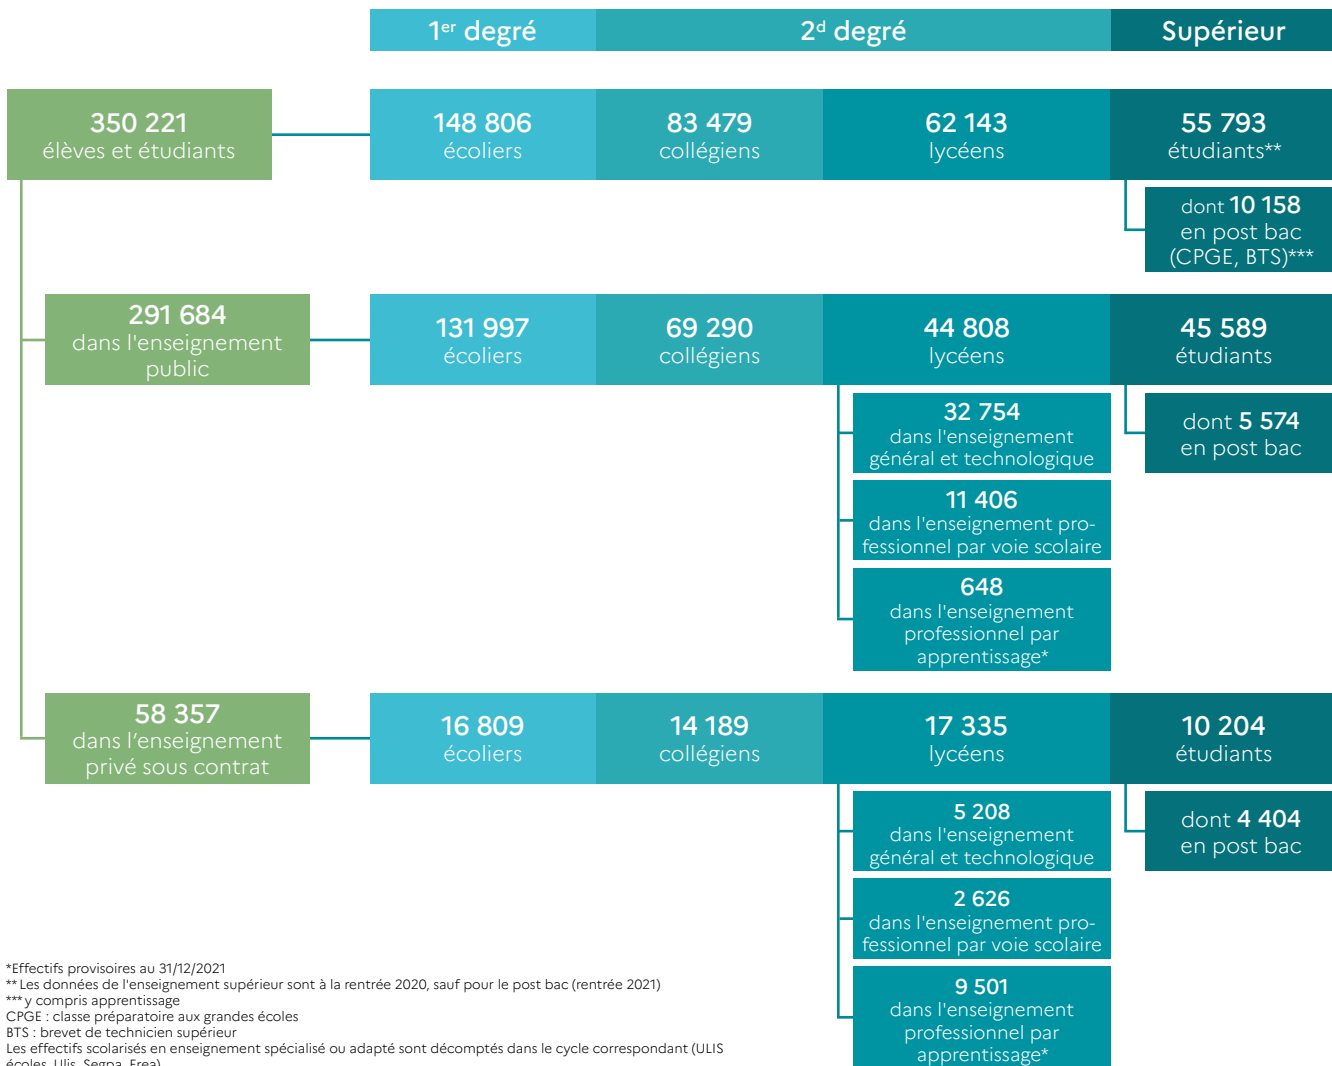 1er degré
2d degré
Supérieur
350 221
élèves et étudiants
148 806
écoliers
83 479
collégiens
62 143
lycéens
55 793
étudiants**
dont 10 158
en post bac
(CPGE, BTS)***
291 684
dans l'enseignement
public
131 997
écoliers
69 290
collégiens
44 808
lycéens
45 589
étudiants
32 754
dans l'enseignement
général et technologique
11 406
dans l'enseignement pro-
fessionnel par voie scolaire
648
dans l'enseignement
professionnel par
apprentissage*
dont 5 574
en post bac
58 357
dans l’enseignement
privé sous contrat
16 809
écoliers
14 189
collégiens
17 335
lycéens
10 204
étudiants
5 208
dans l'enseignement
général et technologique
2 626
dans l'enseignement pro-
fessionnel par voie scolaire
9 501
dans l'enseignement
professionnel par
apprentissage*
dont 4 404
en post bac
*Effectifs provisoires au 31/12/2021
** Les données de l'enseignement supérieur sont à la rentrée 2020, sauf pour le post bac (rentrée 2021)
*** y compris apprentissage
CPGE : classe préparatoire aux grandes écoles
BTS : brevet de technicien supérieur
Les effectifs scolarisés en enseignement spécialisé ou adapté sont décomptés dans le cycle correspondant (ULIS
écoles, Ulis, Segpa, Erea)